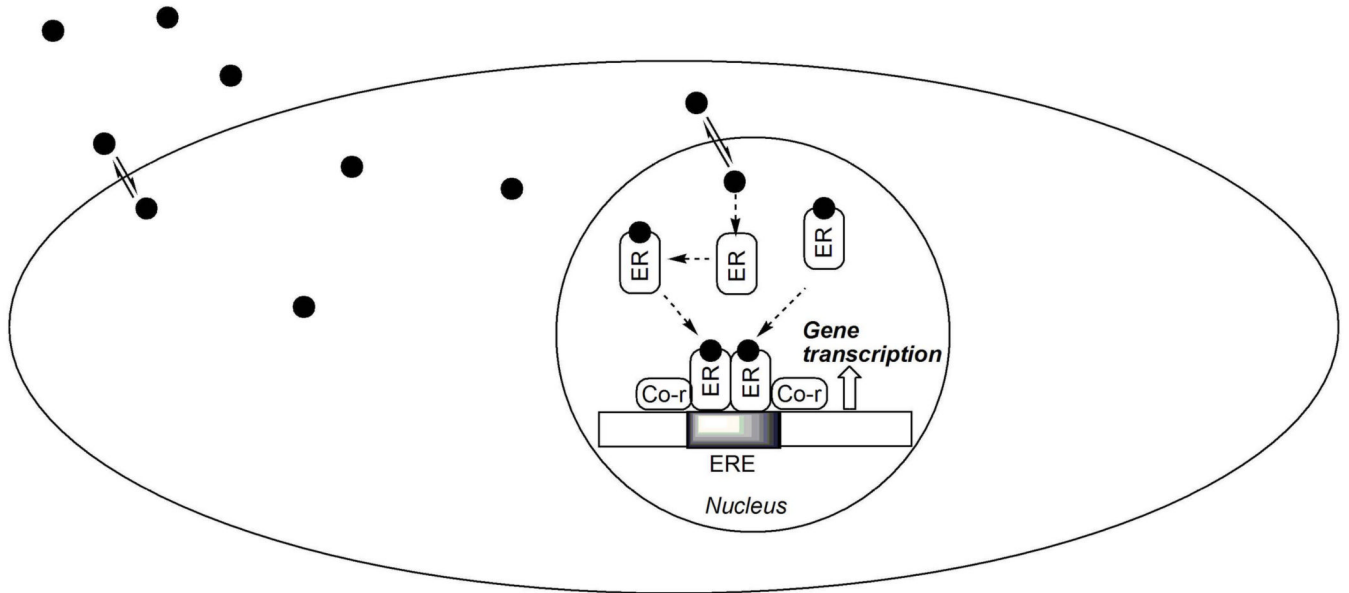 ER
ER
ER
Gene
transcription
Co-r
ER
ER
Co-r
ERE
Nucleus